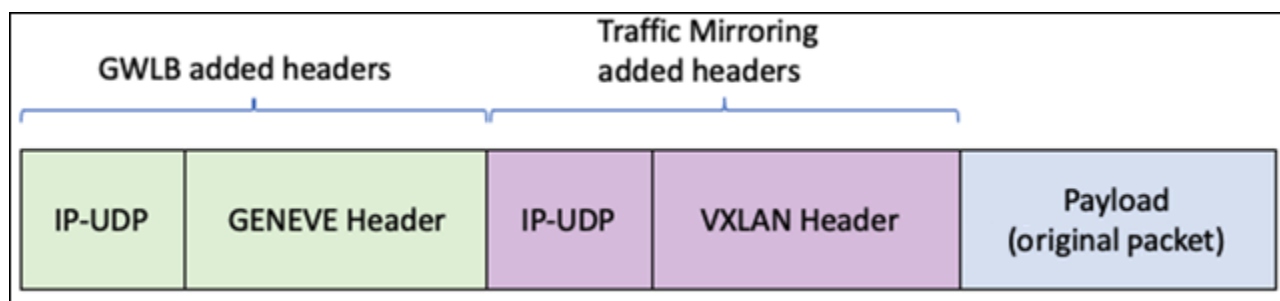 Traffic Mirroring
added headers
GWLB added headers
IP-UDP
GENEVE Header
IP-UDP
VXLAN Header
Payload
(original packet)